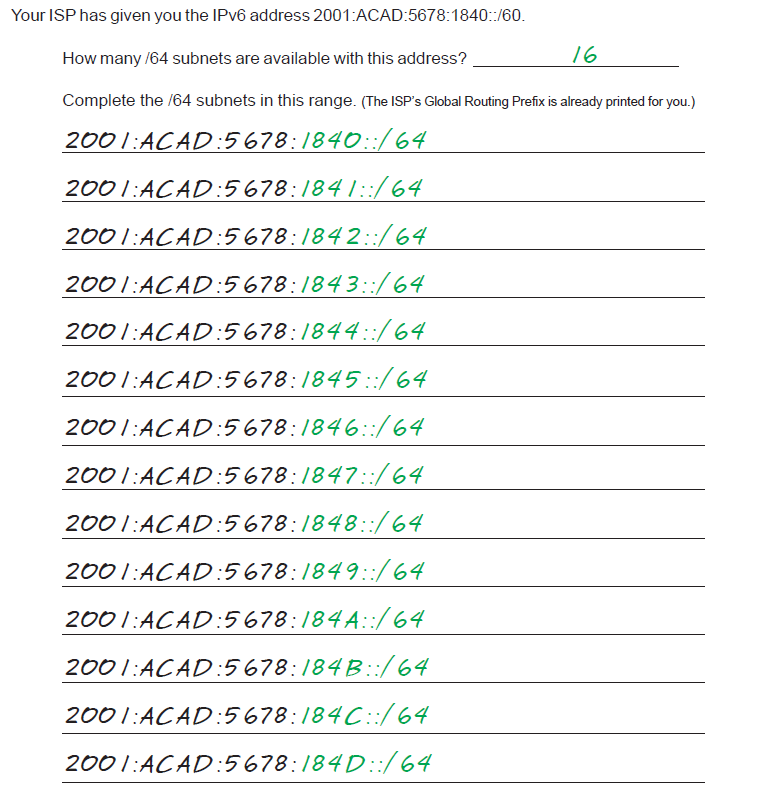 Your ISP has given you the IPv6 address 2001:ACAD:5678:1840::/60.
How many /64 subnets are available with this address? 16
Complete the /64 subnets in this range. (The ISP's Global Routing Prefix is already printed for you.)
2001:ACAD:5678:1840::/64
2001:ACAD:5678:1841::/64
2001:ACAD:5678:1842::/64
2001:ACAD:5678:1843::/64
2001:ACAD:5678:1844::/64
2001:ACAD:5678:1845::/64
2001:ACAD:5678:1846::/64
2001:ACAD:5678:1847::/64
2001:ACAD:5678:1848::/64
2001:ACAD:5678:1849::/64
2001:ACAD:5678:184A::/64
2001:ACAD:5678:184B::/64
2001:ACAD:5678:184C::/64
2001:ACAD:5678:184D::/64